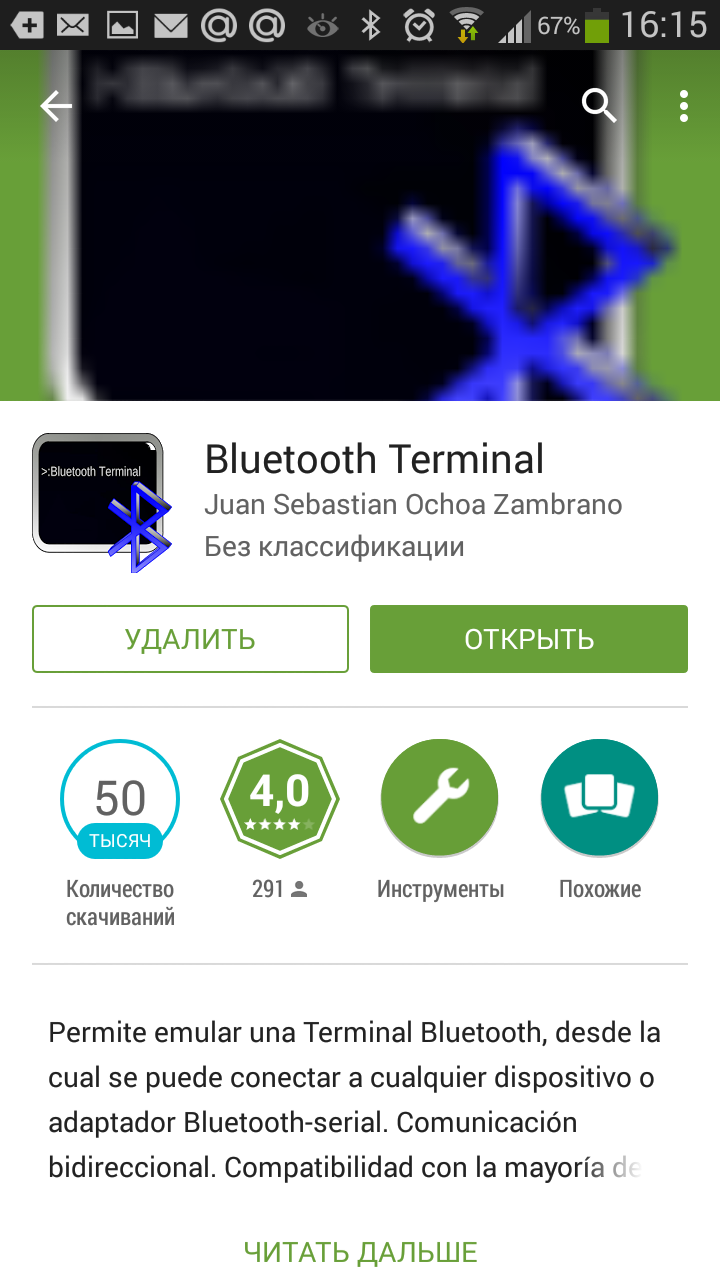 67% 16:15
>:Bluetooth Terminal
>:Bluetooth Terminal
Bluetooth Terminal
Juan Sebastian Ochoa Zambrano
Без классификации
УДАЛИТЬ
ОТКРЫТЬ
50
ТЫСЯЧ
Количество
скачиваний
4,0
291
Инструменты
Похожие
Permite emular una Terminal Bluetooth, desde la
cual se puede conectar a cualquier dispositivo o
adaptador Bluetooth-serial. Comunicación
bidireccional. Compatibilidad con la mayoría de
ЧИТАТЬ ДАЛЬШЕ